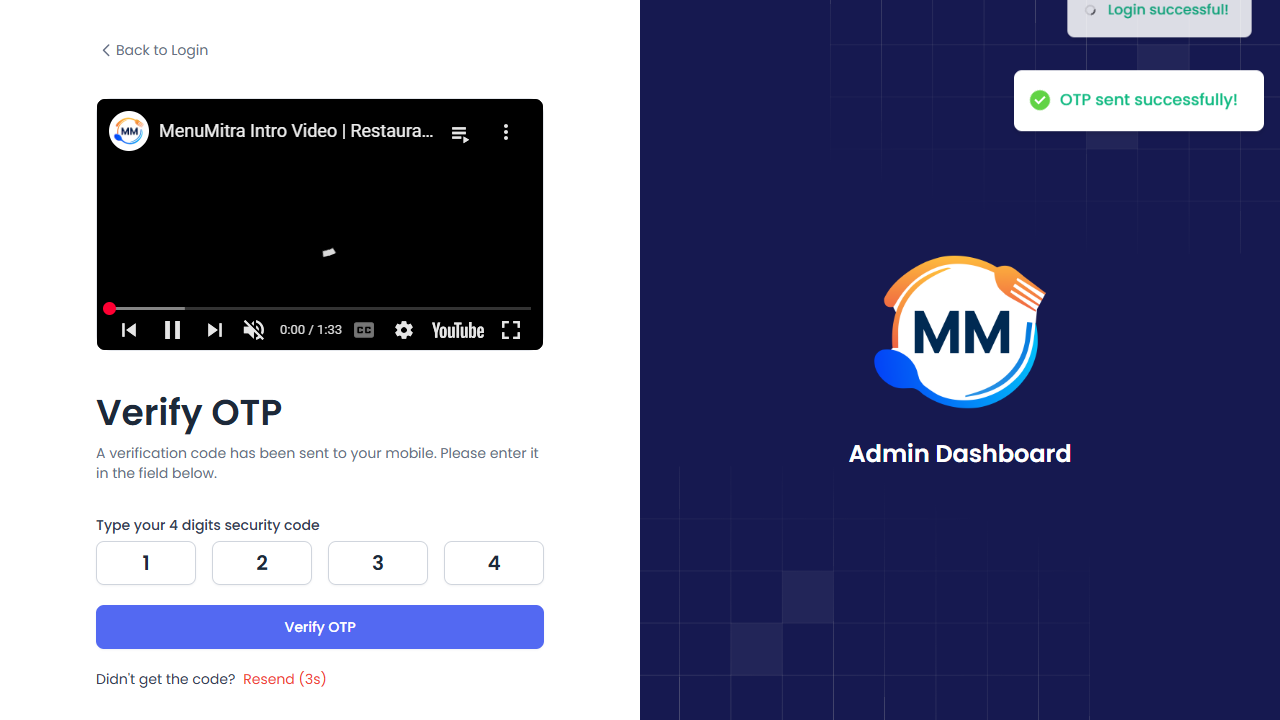 Back to Login
Login successful!
OTP sent successfully!
MM
MenuMitra Intro Video | Restaura...
0:00 / 1:33
CC
YouTube
MM
Admin Dashboard
Verify OTP
A verification code has been sent to your mobile. Please enter it
in the field below.
Type your 4 digits security code
1 2 3 4
Verify OTP
Didn't get the code? Resend (3s)